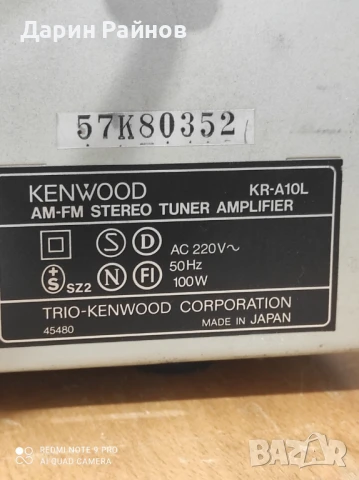 Дарин Райнов
57K80352
KENWOOD KR-A10L
AM-FM STEREO TUNER AMPLIFIER
S D AC 220V~
50Hz
+S SZ2 N FI 100W
TRIO-KENWOOD CORPORATION
45480 MADE IN JAPAN
REDMI NOTE 9 PRO
AI QUAD CAMERA
BAZAR